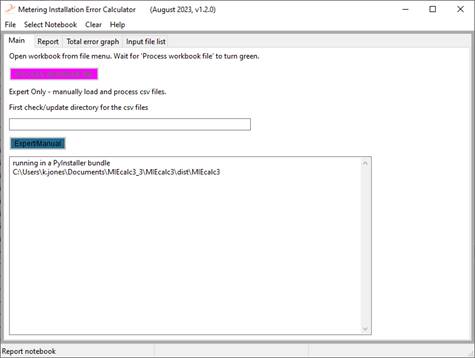 Metering Installation Error Calculator (August 2023, v1.2.0)
File Select Notebook Clear Help
Main Report Total error graph Input file list
Open workbook from file menu. Wait for 'Process workbook file' to turn green.
Expert Only - manually load and process csv files.
First check/update directory for the csv files
ExpertManual
running in a PyInstaller bundle
C:\Users\k.jones\Documents\MIEcalc3_3\MIEcalc3\dist\MIEcalc3
Report notebook